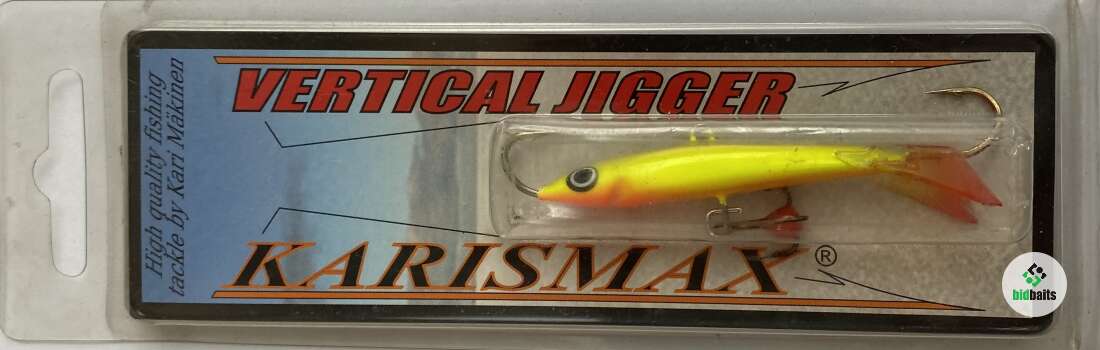 High quality fishing
tackle by Kari Mäkinen
VERTICAL JIGGER
KARISMAX®
bidbaits